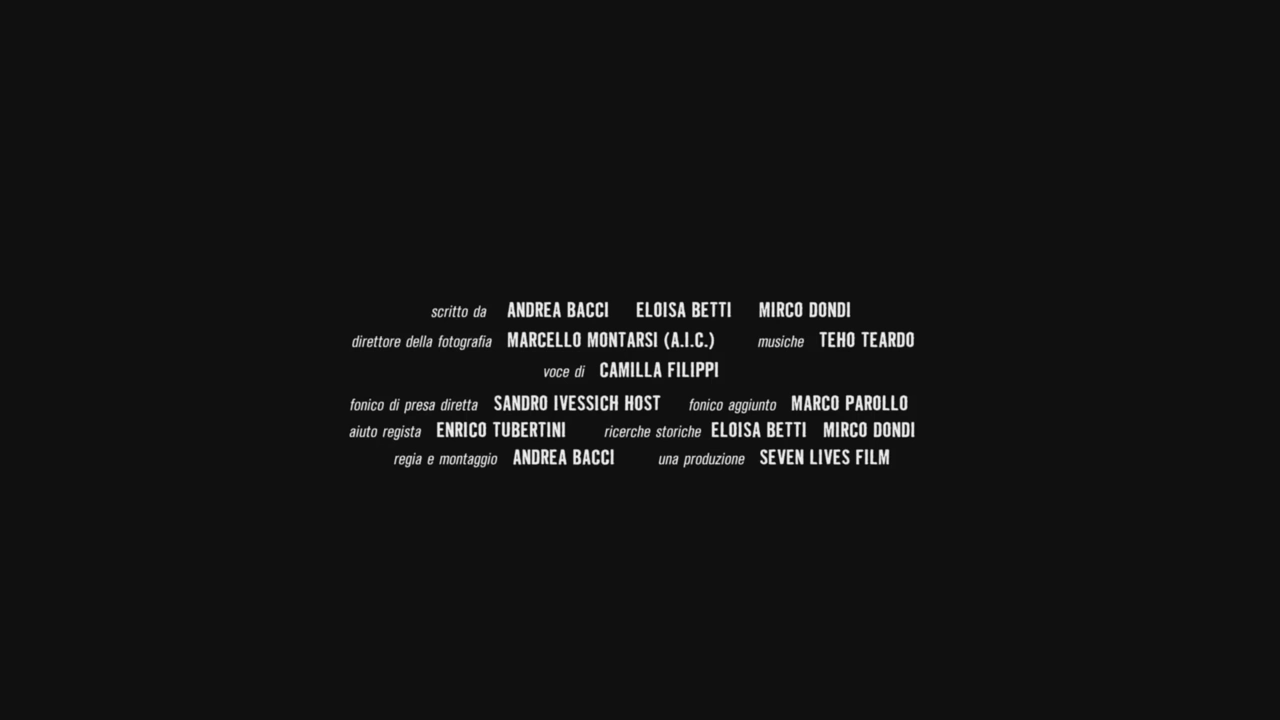 scritto da ANDREA BACCI ELOISA BETTI MIRCO DONDI
direttore della fotografia MARCELLO MONTARSI (A.I.C.) musiche TEHO TEARDO
voce di CAMILLA FILIPPI
fonico di presa diretta SANDRO IVESSICH HOST fonico aggiunto MARCO PAROLLO
aiuto regista ENRICO TUBERTINI ricerche storiche ELOISA BETTI MIRCO DONDI
regia e montaggio ANDREA BACCI una produzione SEVEN LIVES FILM